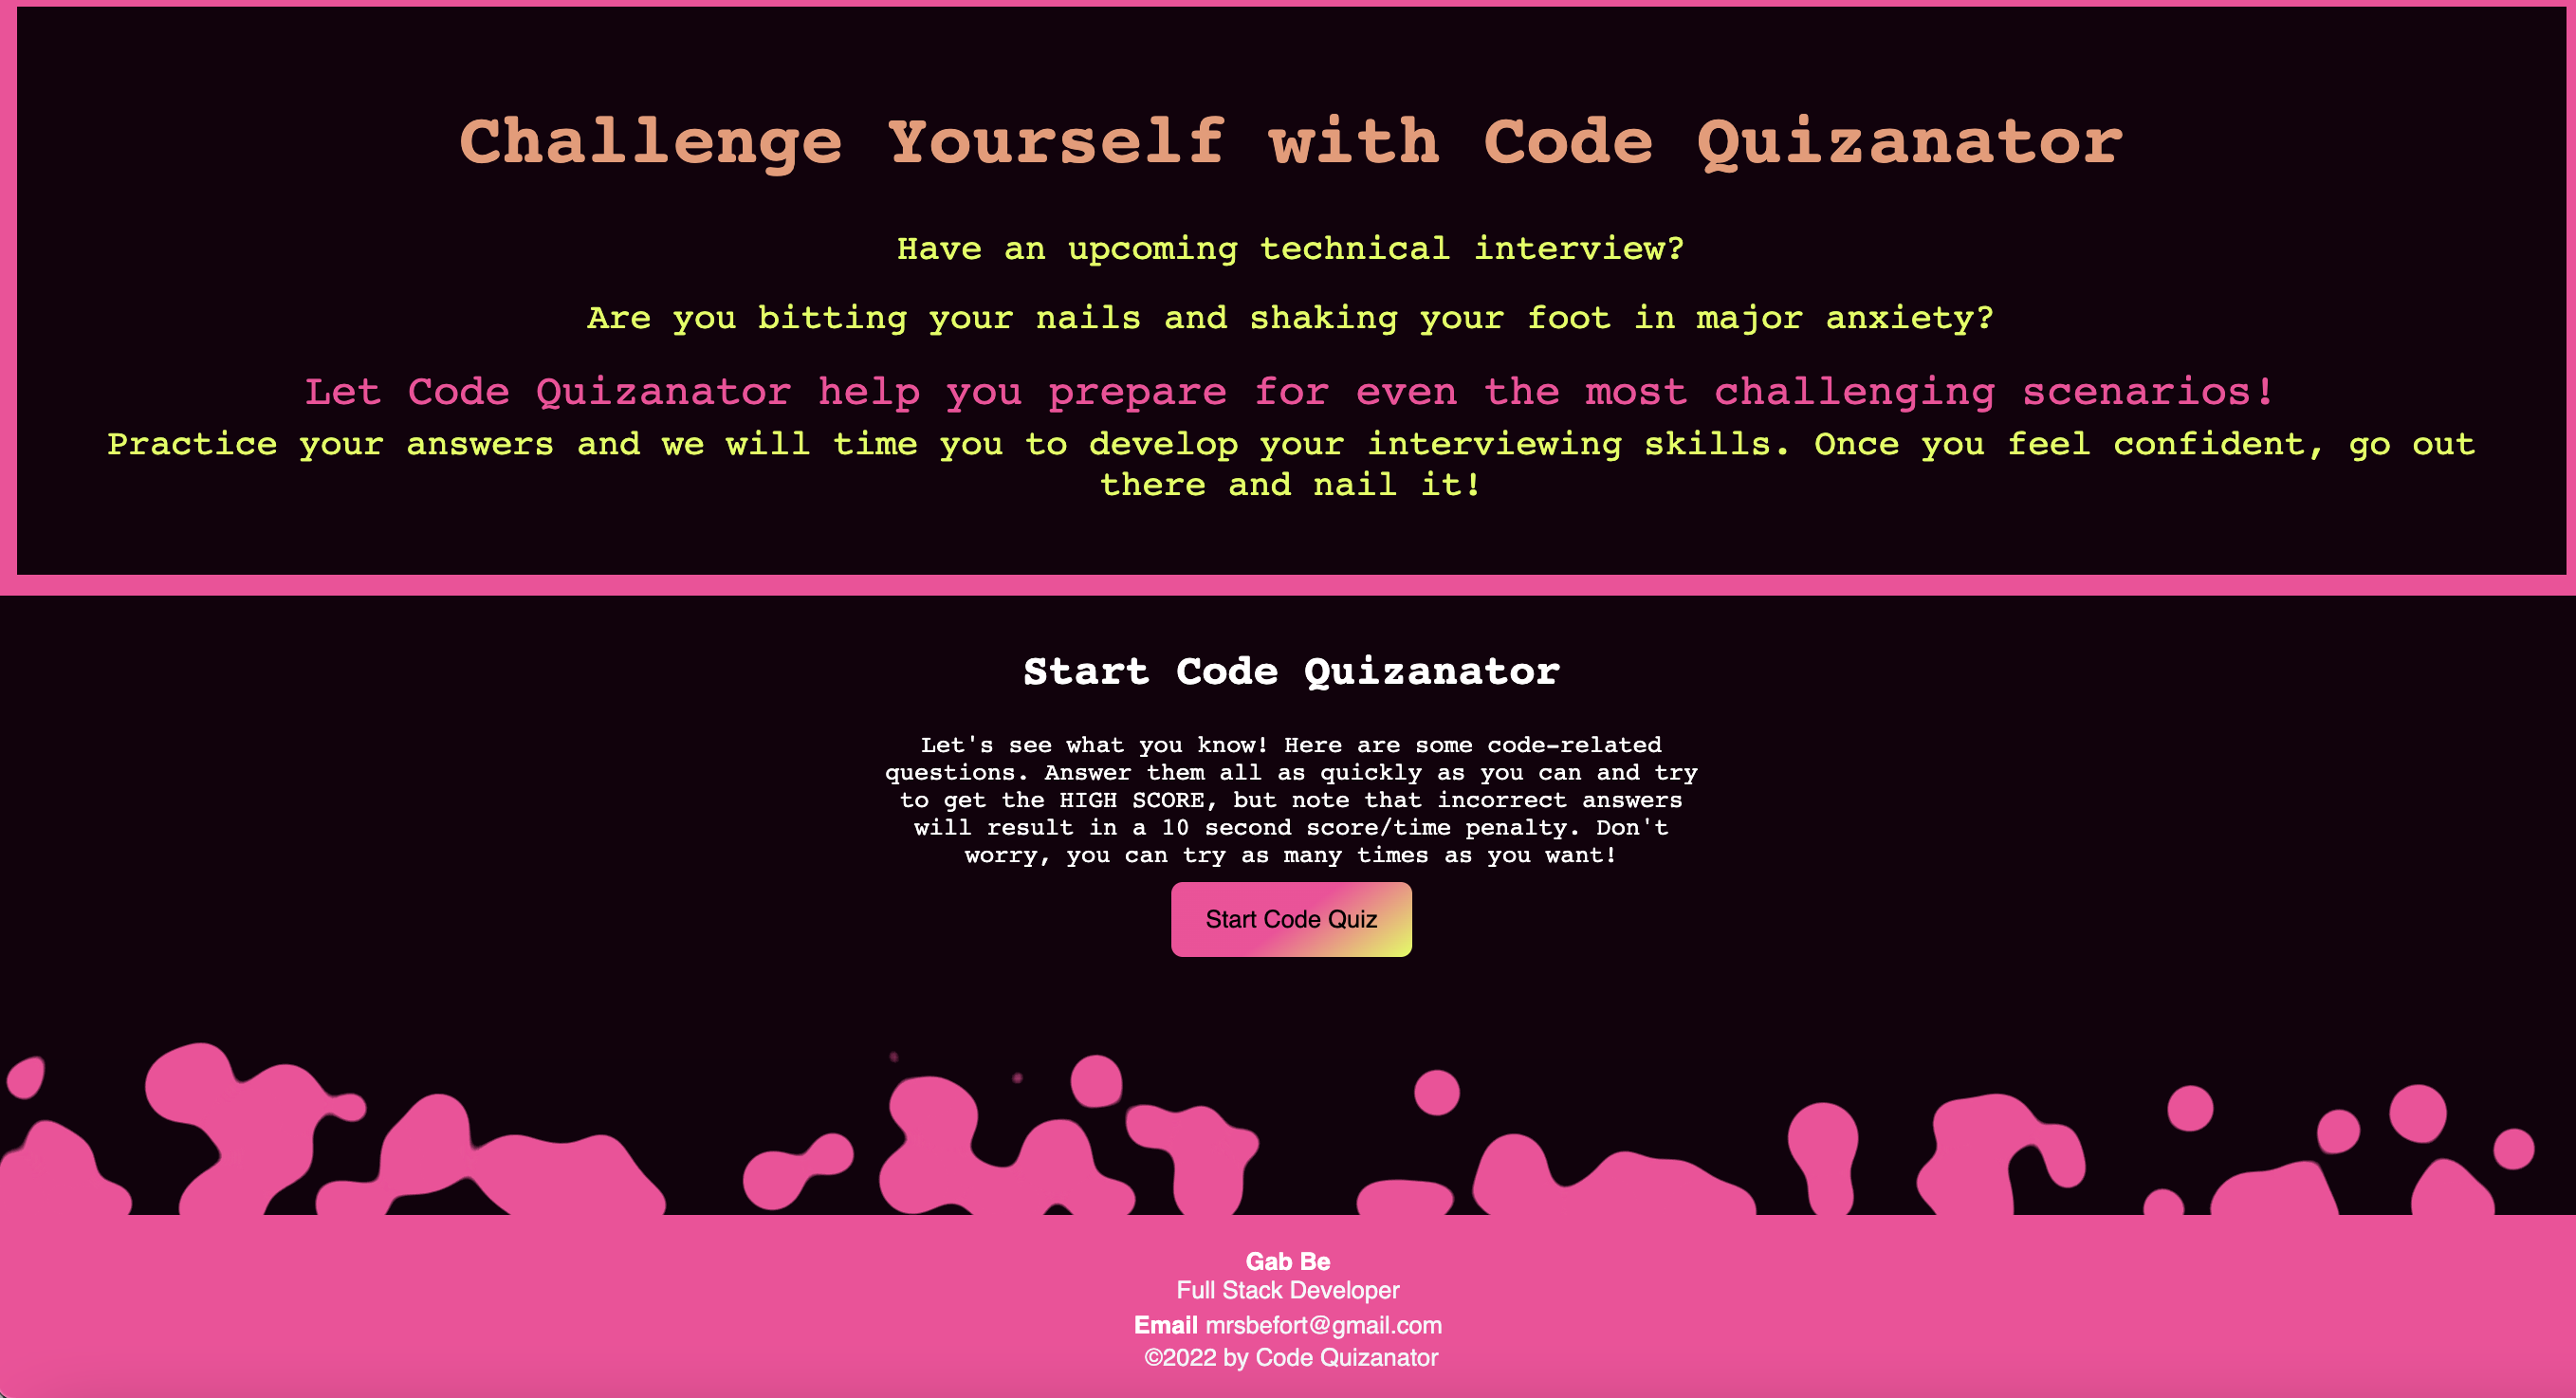 Challenge Yourself with Code Quizanator
Have an upcoming technical interview?
Are you bitting your nails and shaking your foot in major anxiety?
Let Code Quizanator help you prepare for even the most challenging scenarios!
Practice your answers and we will time you to develop your interviewing skills. Once you feel confident, go out
there and nail it!
Start Code Quizanator
Let's see what you know! Here are some code-related
questions. Answer them all as quickly as you can and try
to get the HIGH SCORE, but note that incorrect answers
will result in a 10 second score/time penalty. Don't
worry, you can try as many times as you want!
Start Code Quiz
Gab Be
Full Stack Developer
Email mrsbefort@gmail.com
©2022 by Code Quizanator